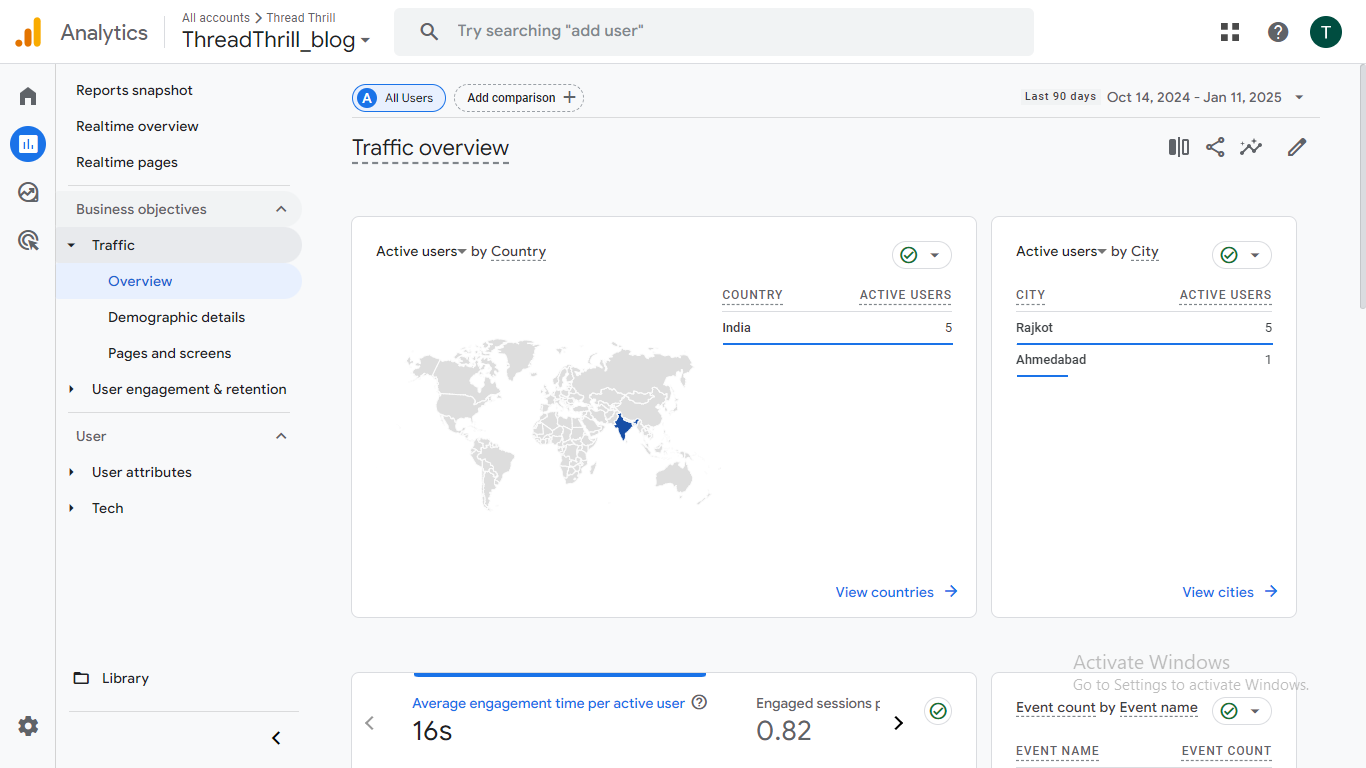 Analytics
All accounts > Thread Thrill
ThreadThrill_blog
Try searching "add user"
T
Reports snapshot
Realtime overview
Realtime pages
Business objectives
Traffic
Overview
Demographic details
Pages and screens
User engagement & retention
User
User attributes
Tech
Library
A All Users
Add comparison +
Last 90 days Oct 14, 2024 - Jan 11, 2025
Traffic overview
Active users by Country
COUNTRY ACTIVE USERS
India 5
View countries
Active users by City
CITY ACTIVE USERS
Rajkot 5
Ahmedabad 1
View cities
Average engagement time per active user
16s
Engaged sessions p
0.82
Activate Windows
Go to Settings to activate Windows.
Event count by Event name
EVENT NAME EVENT COUNT